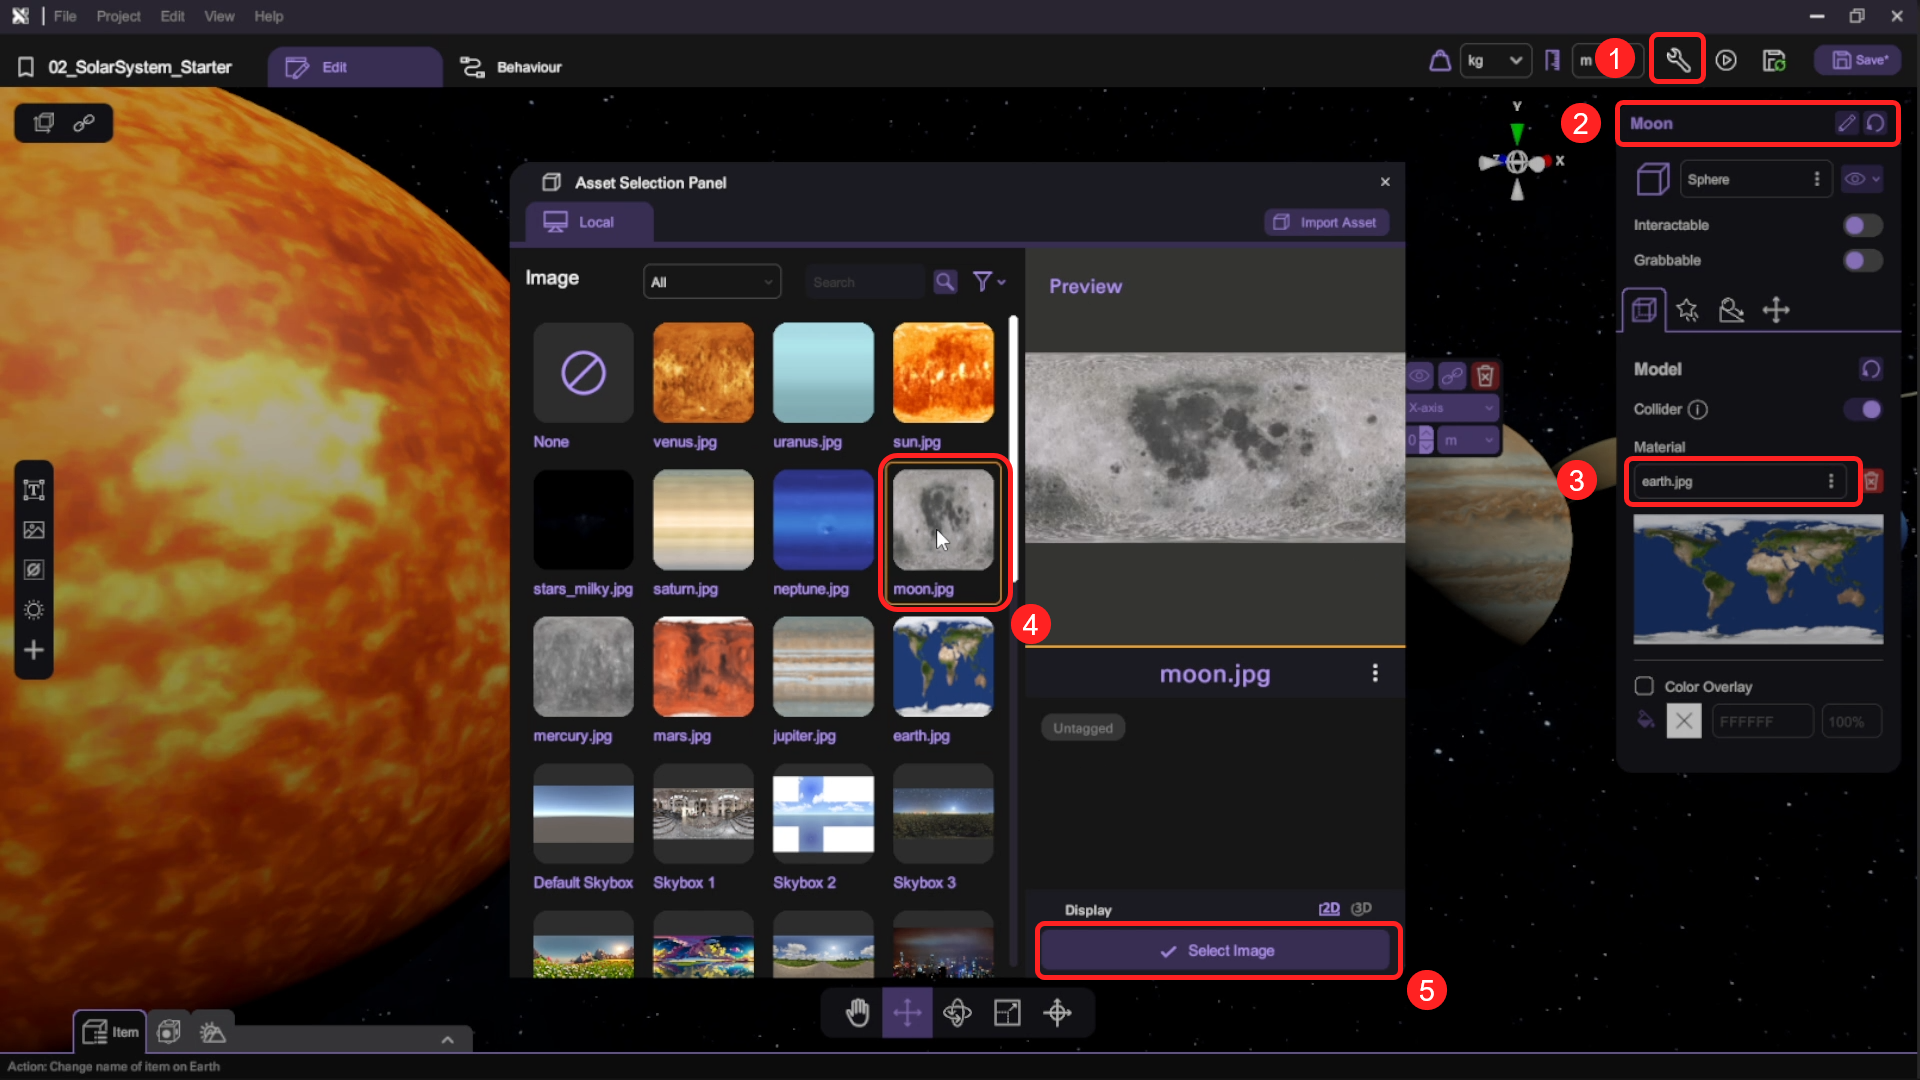 File Project Edit View Help
02_SolarSystem_Starter Edit Behaviour kg m 1 Save*
Y
Z X
2 Moon
Sphere
Interactable
Grabbable
Asset Selection Panel
Local Import Asset
Image All Search
Preview
None venus.jpg uranus.jpg sun.jpg
stars_milky.jpg saturn.jpg neptune.jpg moon.jpg
4
mercury.jpg mars.jpg jupiter.jpg earth.jpg
Default Skybox Skybox 1 Skybox 2 Skybox 3
moon.jpg
Untagged
Display 2D 3D
Select Image
5
X-axis
0 m
Model
Collider i
Material
3 earth.jpg
Color Overlay
FFFFFF 100%
Item
Action: Change name of item on Earth